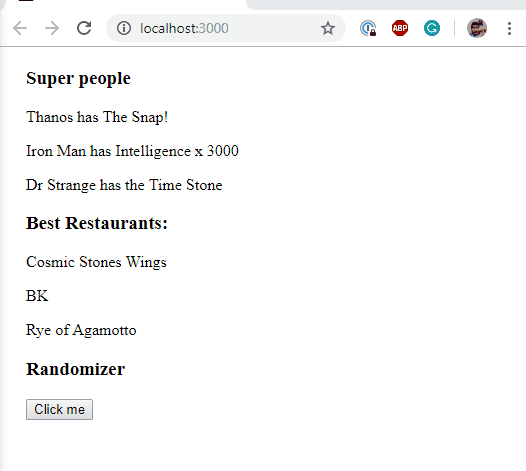 localhost:3000
ABP
G
Super people
Thanos has The Snap!
Iron Man has Intelligence x 3000
Dr Strange has the Time Stone
Best Restaurants:
Cosmic Stones Wings
BK
Rye of Agamotto
Randomizer
Click me